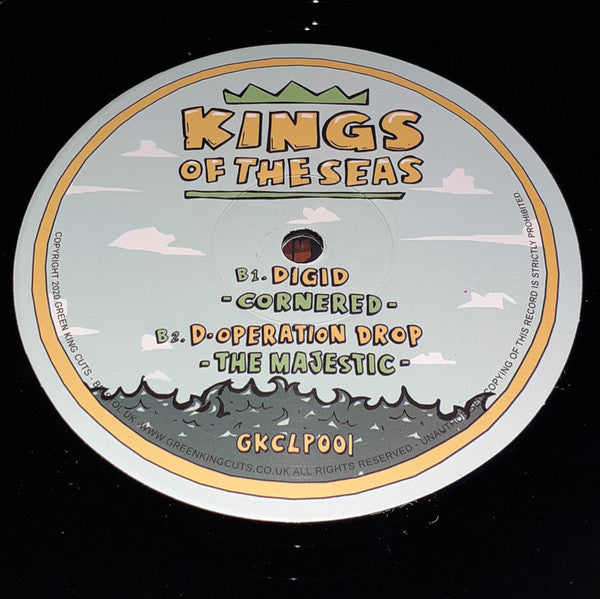 KINGS
OF THE SEAS
B1. DIGID
- CORNERED -
B2. D-OPERATION DROP
- THE MAJESTIC -
GKCLP001
COPYRIGHT 2020 GREEN KING CUTS - UK - WWW.GREENKINGCUTS.CO.UK ALL RIGHTS RESERVED - COPYING OF THIS RECORD IS STRICTLY PROHIBITED.